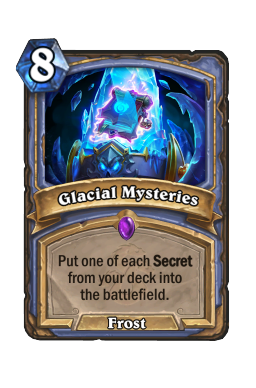 8
Glacial Mysteries
Put one of each Secret
from your deck into
the battlefield.
Frost